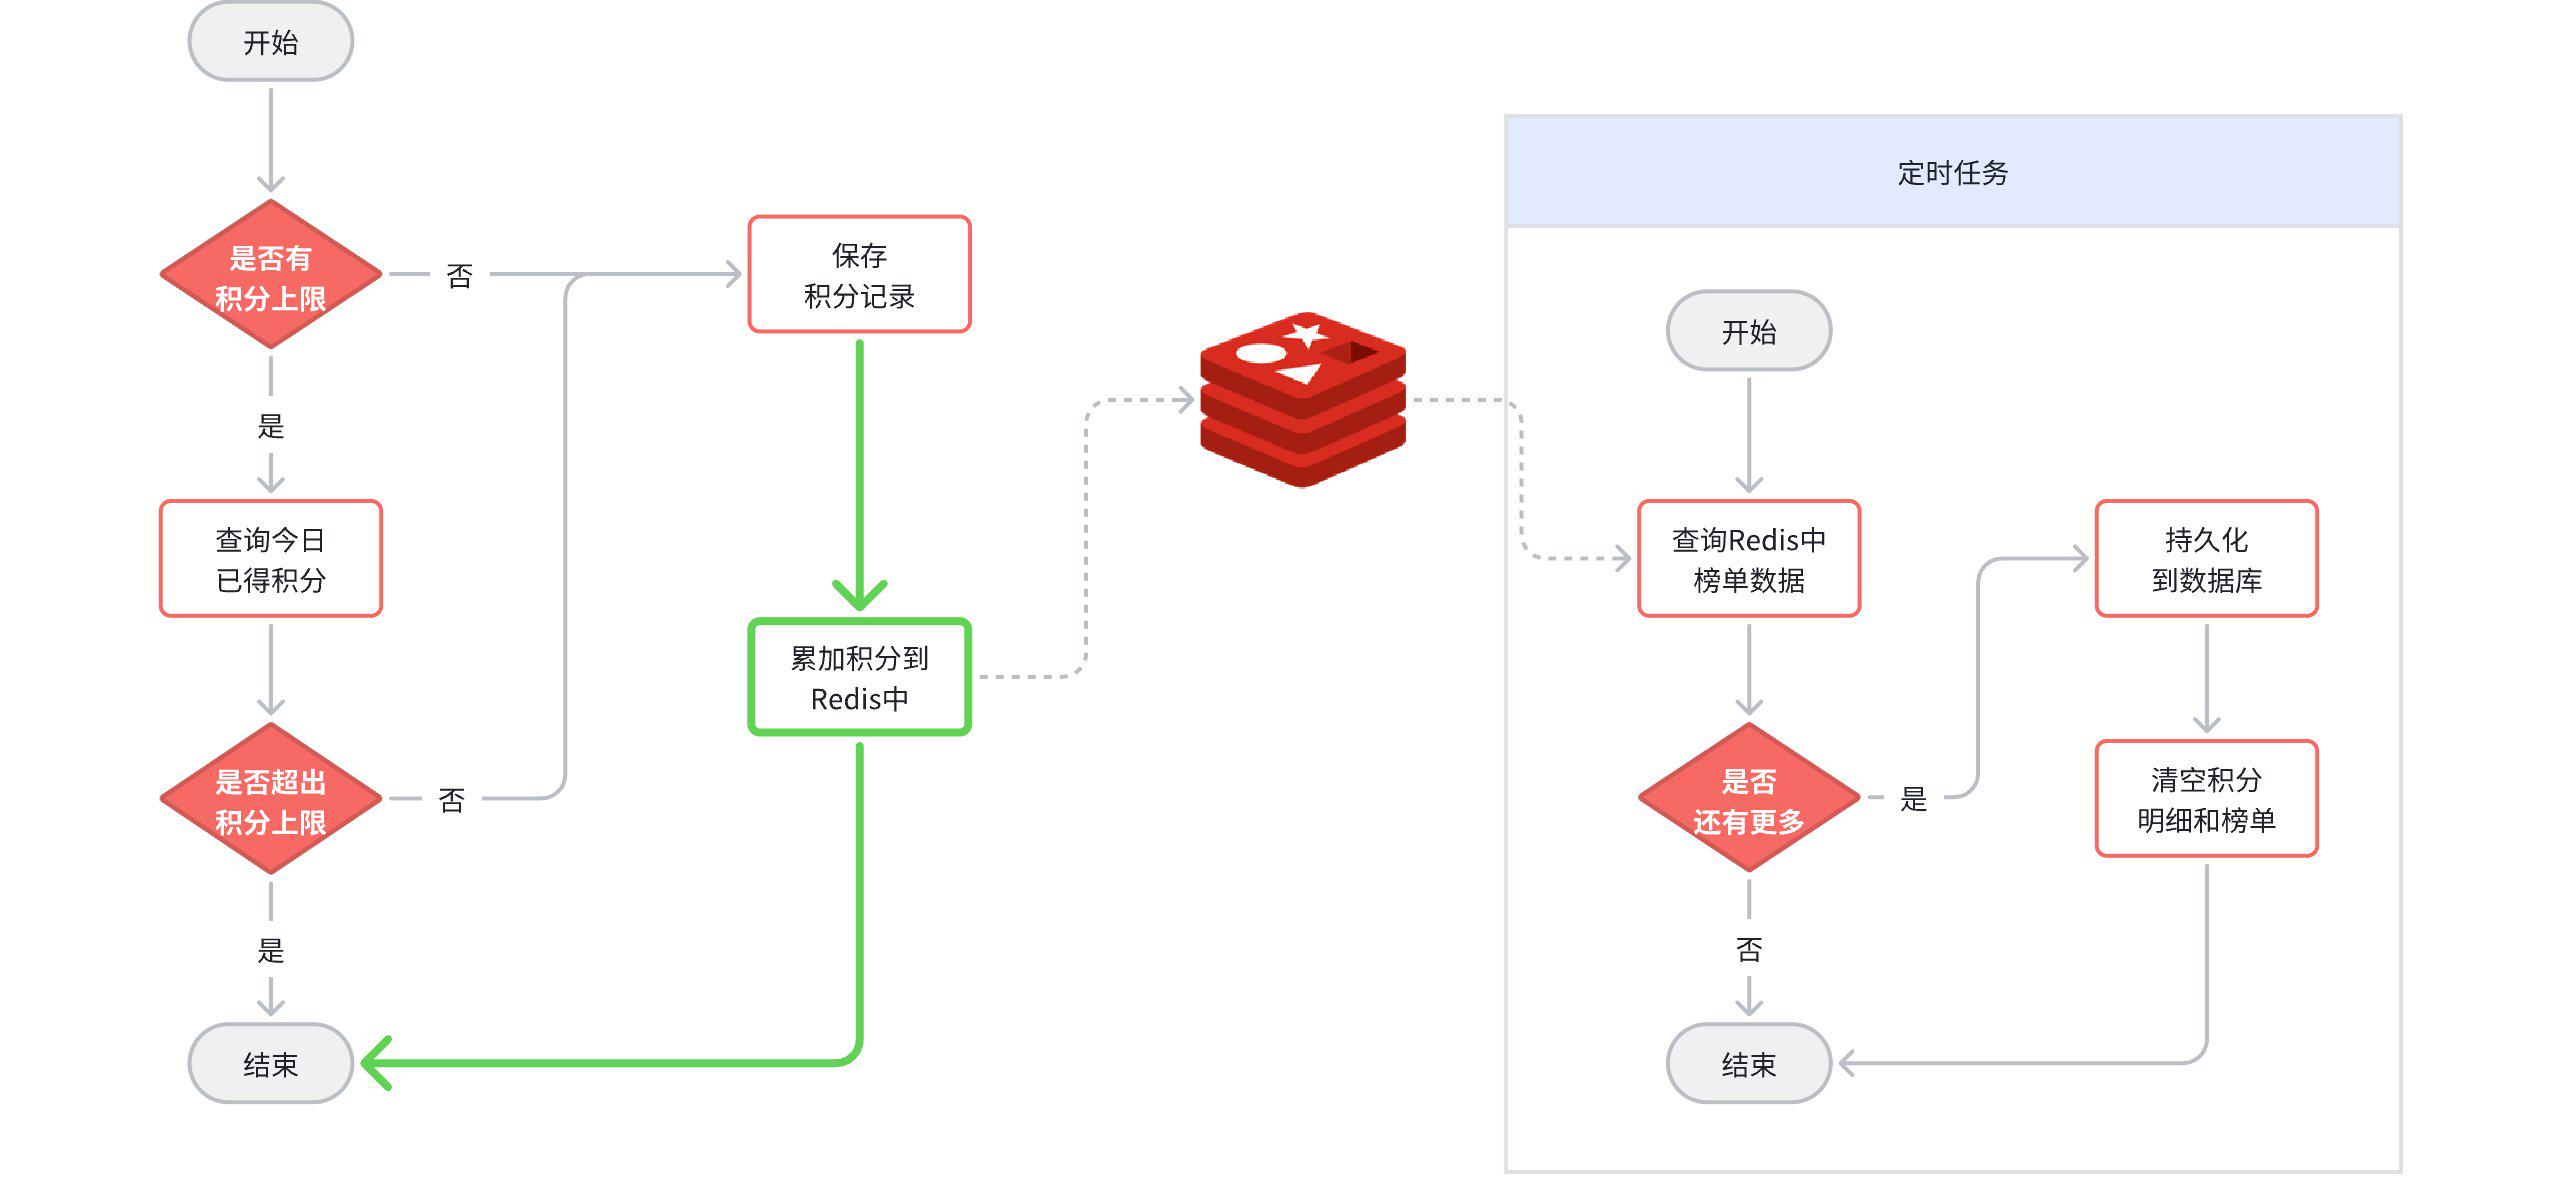 开始
是否有
积分上限
否
是
查询今日
已得积分
是否超出
积分上限
否
是
结束
保存
积分记录
累加积分到
Redis中
定时任务
开始
查询Redis中
榜单数据
是否
还有更多
是
否
结束
持久化
到数据库
清空积分
明细和榜单